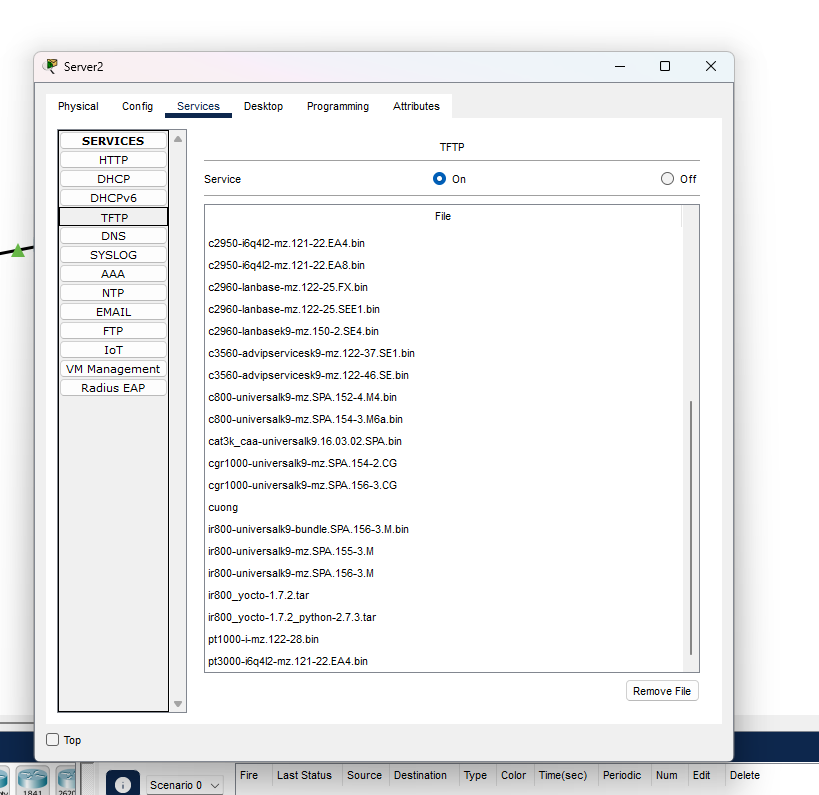 Server2
Physical Config Services Desktop Programming Attributes
SERVICES
HTTP
DHCP
DHCPv6
TFTP
DNS
SYSLOG
AAA
NTP
EMAIL
FTP
IoT
VM Management
Radius EAP
TFTP
Service On Off
File
c2950-i6q4l2-mz.121-22.EA4.bin
c2950-i6q4l2-mz.121-22.EA8.bin
c2960-lanbase-mz.122-25.FX.bin
c2960-lanbase-mz.122-25.SEE1.bin
c2960-lanbasek9-mz.150-2.SE4.bin
c3560-advipservicesk9-mz.122-37.SE1.bin
c3560-advipservicesk9-mz.122-46.SE.bin
c800-universalk9-mz.SPA.152-4.M4.bin
c800-universalk9-mz.SPA.154-3.M6a.bin
cat3k_caa-universalk9.16.03.02.SPA.bin
cgr1000-universalk9-mz.SPA.154-2.CG
cgr1000-universalk9-mz.SPA.156-3.CG
cuong
ir800-universalk9-bundle.SPA.156-3.M.bin
ir800-universalk9-mz.SPA.155-3.M
ir800-universalk9-mz.SPA.156-3.M
ir800_yocto-1.7.2.tar
ir800_yocto-1.7.2_python-2.7.3.tar
pt1000-i-mz.122-28.bin
pt3000-i6q4l2-mz.121-22.EA4.bin
Remove File
Top
Scenario 0
Fire Last Status Source Destination Type Color Time(sec) Periodic Num Edit Delete
1841